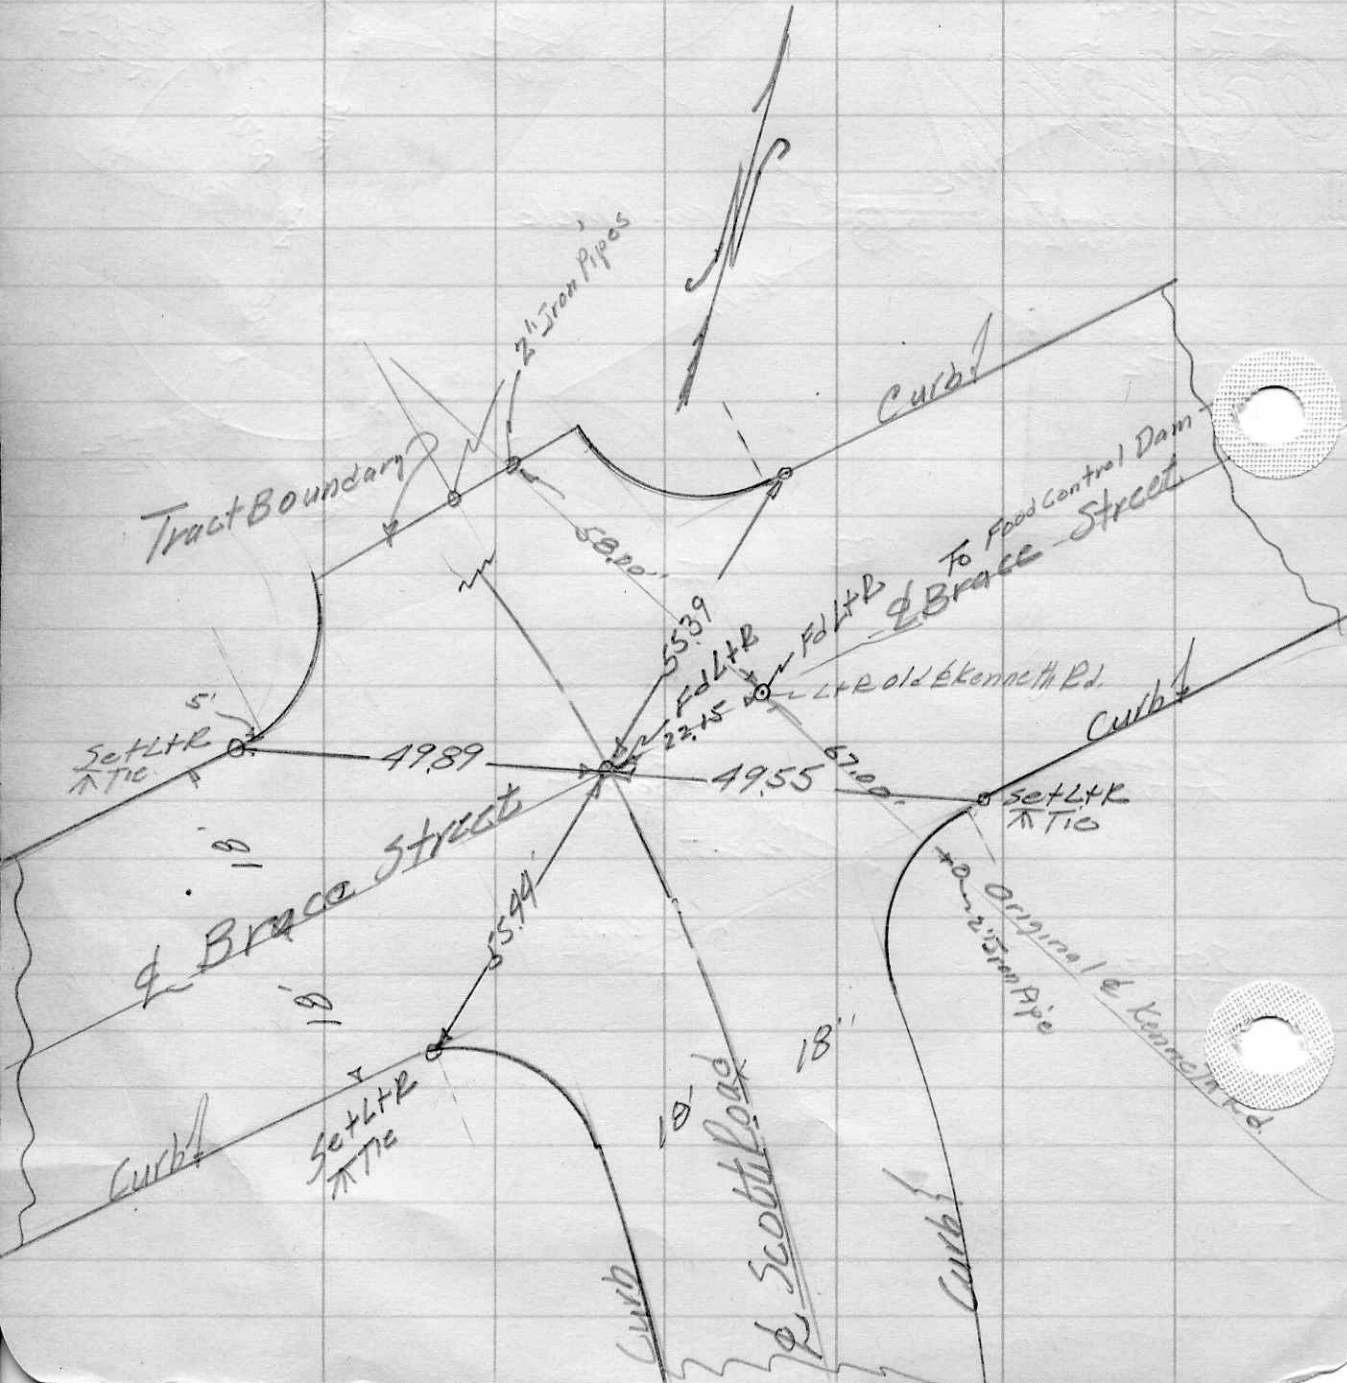 N
2" Iron Pipes
Curb
Tract Boundary
To Food Control Dam
℄ Brace Street
58.00'
55.39
Fd L+R
Fd L+R
22.15
L+R old ℄ Kenneth Rd.
5'
Set L+R
Tie
49.89
49.55
67.00'
Curb
Set L+R
Tie
18'
℄ Brace Street
55.44'
2" Iron Pipe
Original ℄ Kenneth Rd.
18'
18'
18'
Set L+R
Tie
Curb
℄ Scott Road
Curb
Curb